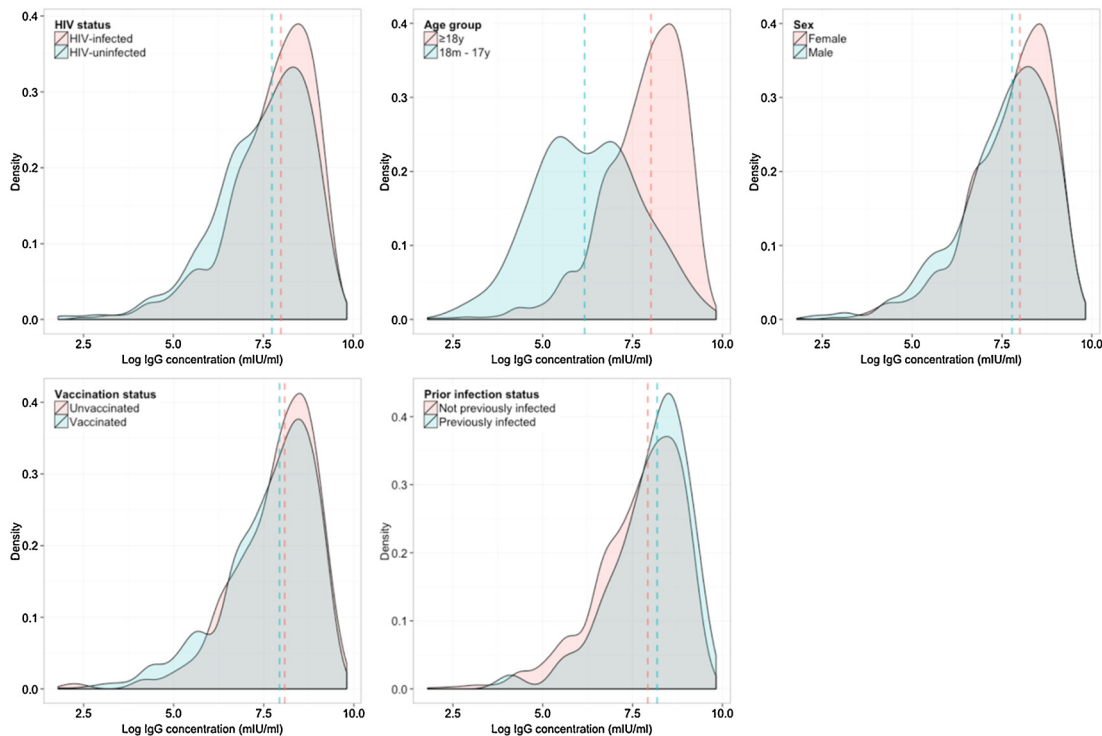 HIV status
HIV-infected
HIV-uninfected
0.4
0.3
0.2
0.1
0.0
Density
2.5 5.0 7.5 10.0
Log IgG concentration (mIU/ml)
Age group
≥18y
18m - 17y
0.4
0.3
0.2
0.1
0.0
Density
2.5 5.0 7.5 10.0
Log IgG concentration (mIU/ml)
Sex
Female
Male
0.4
0.3
0.2
0.1
0.0
Density
2.5 5.0 7.5 10.0
Log IgG concentration (mIU/ml)
Vaccination status
Unvaccinated
Vaccinated
0.4
0.3
0.2
0.1
0.0
Density
2.5 5.0 7.5 10.0
Log IgG concentration (mIU/ml)
Prior infection status
Not previously infected
Previously infected
0.4
0.3
0.2
0.1
0.0
Density
2.5 5.0 7.5 10.0
Log IgG concentration (mIU/ml)